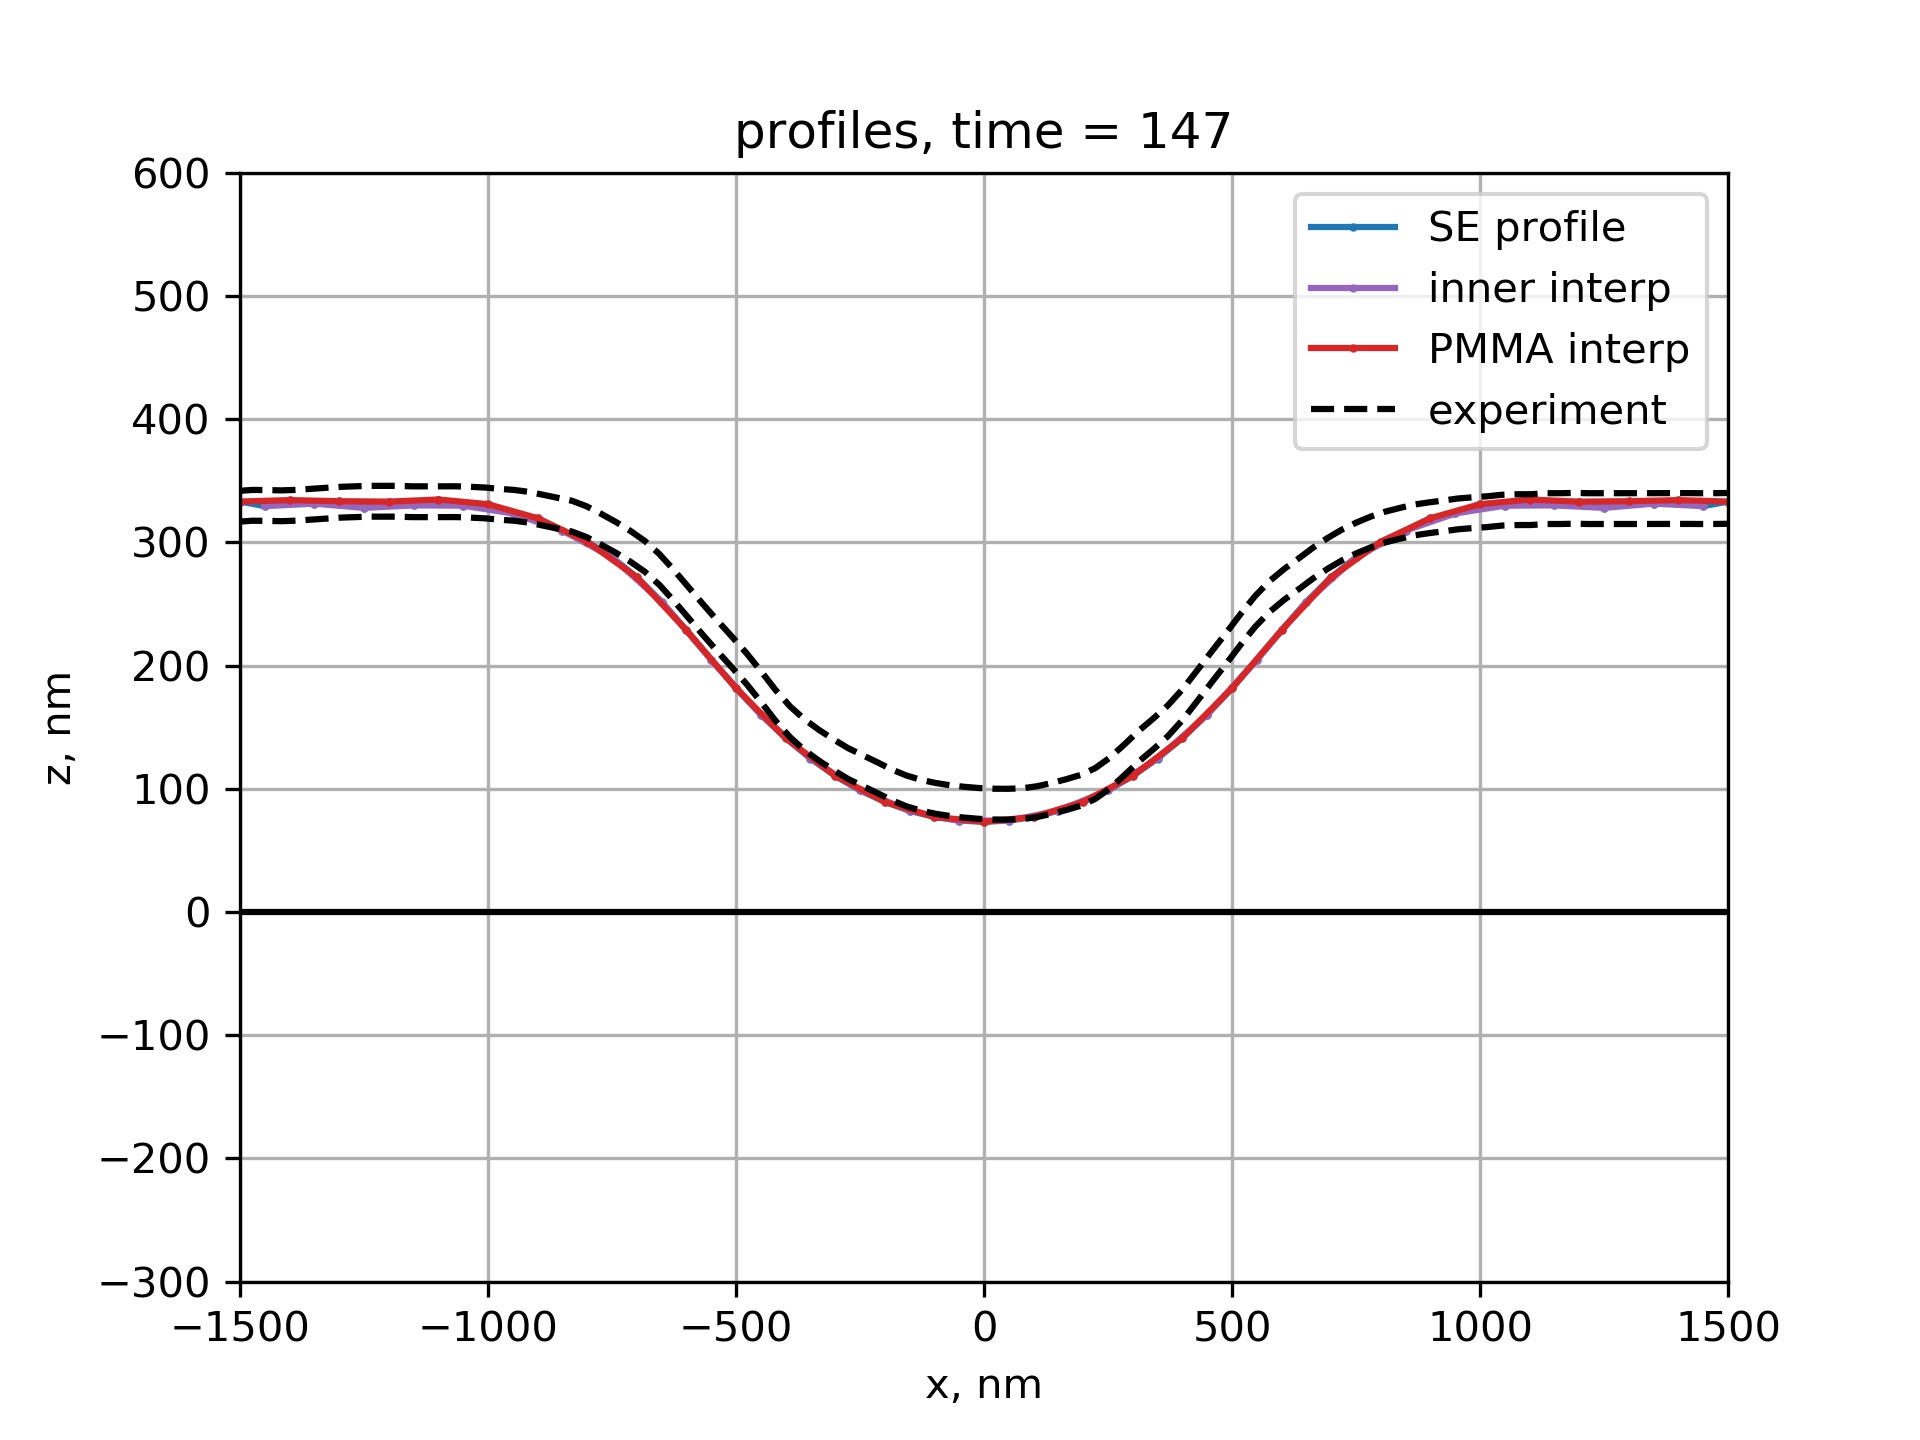 profiles, time = 147
600
500
400
300
200
100
0
−100
−200
−300
z, nm
SE profile
inner interp
PMMA interp
experiment
−1500 −1000 −500 0 500 1000 1500
x, nm